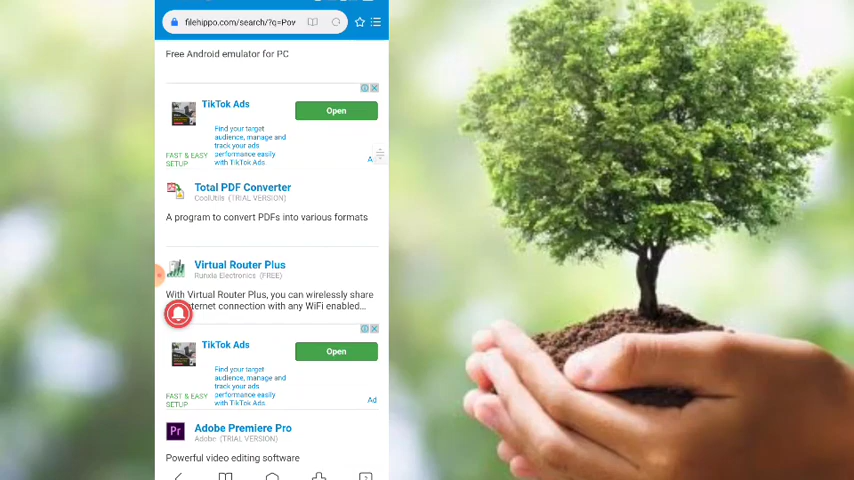 filehippo.com/search/?q=Pov
Free Android emulator for PC
TikTok Ads
Open
Find your target
audience, manage and
track your ads
performance easily
with TikTok Ads
FAST & EASY
SETUP
A
Total PDF Converter
CoolUtils (TRIAL VERSION)
A program to convert PDFs into various formats
Virtual Router Plus
Runxia Electronics (FREE)
With Virtual Router Plus, you can wirelessly share
ternet connection with any WiFi enabled...
TikTok Ads
Open
Find your target
audience, manage and
track your ads
performance easily
with TikTok Ads
FAST & EASY
SETUP
Ad
Pr
Adobe Premiere Pro
Adobe (TRIAL VERSION)
Powerful video editing software